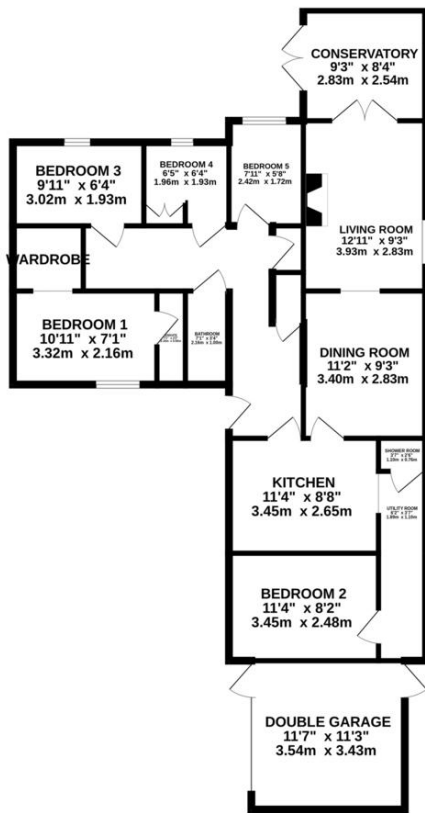 CONSERVATORY
9'3" x 8'4"
2.83m x 2.54m
BEDROOM 3
9'11" x 6'4"
3.02m x 1.93m
BEDROOM 4
6'5" x 6'4"
1.96m x 1.93m
BEDROOM 5
7'11" x 5'8"
2.42m x 1.72m
LIVING ROOM
12'11" x 9'3"
3.93m x 2.83m
WARDROBE
BEDROOM 1
10'11" x 7'1"
3.32m x 2.16m
BATHROOM
DINING ROOM
11'2" x 9'3"
3.40m x 2.83m
SHOWER ROOM
KITCHEN
11'4" x 8'8"
3.45m x 2.65m
UTILITY ROOM
BEDROOM 2
11'4" x 8'2"
3.45m x 2.48m
DOUBLE GARAGE
11'7" x 11'3"
3.54m x 3.43m